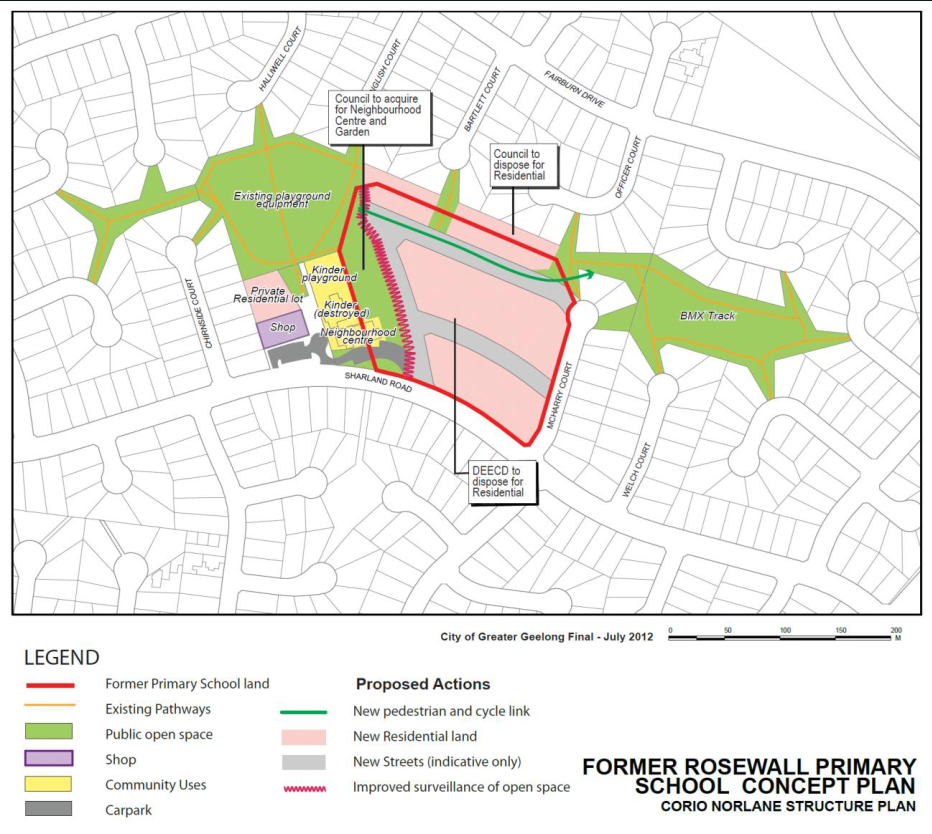 HALLIWELL COURT
NGLISH COURT
BARTLETT COURT
FAIRBURN DRIVE
OFFICER COURT
Council to acquire
for Neighbourhood
Centre and
Garden
Council to
dispose for
Residential
Existing playground
equipment
Kinder
playground
Private
Residential lot
Kinder
(destroyed)
Shop
Neighbourhood
centre
BMX Track
CHIRNSIDE COURT
SHARLAND ROAD
MCHARRY COURT
WELCH COURT
DEECD to
dispose for
Residential
City of Greater Geelong Final - July 2012
0 50 100 150 200
M
LEGEND
Former Primary School land
Existing Pathways
Public open space
Shop
Community Uses
Carpark
Proposed Actions
New pedestrian and cycle link
New Residential land
New Streets (indicative only)
Improved surveillance of open space
FORMER ROSEWALL PRIMARY
SCHOOL CONCEPT PLAN
CORIO NORLANE STRUCTURE PLAN